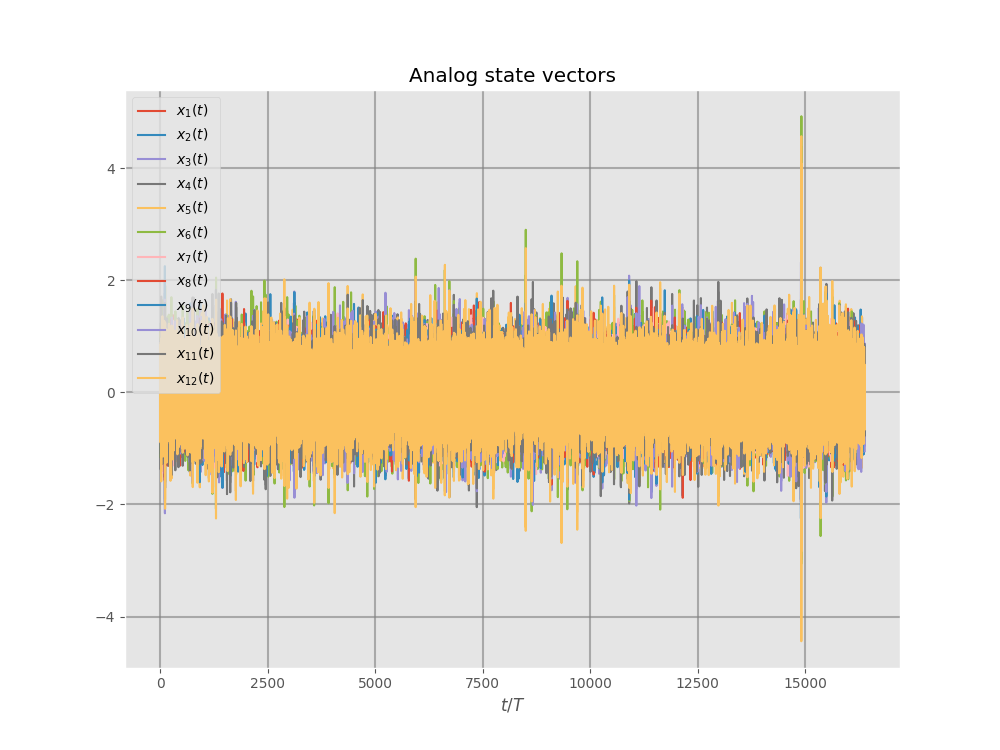 Analog state vectors
x₁(t)
x₂(t)
x₃(t)
x₄(t)
x₅(t)
x₆(t)
x₇(t)
x₈(t)
x₉(t)
x₁₀(t)
x₁₁(t)
x₁₂(t)
4
2
0
−2
−4
0 2500 5000 7500 10000 12500 15000
t/T